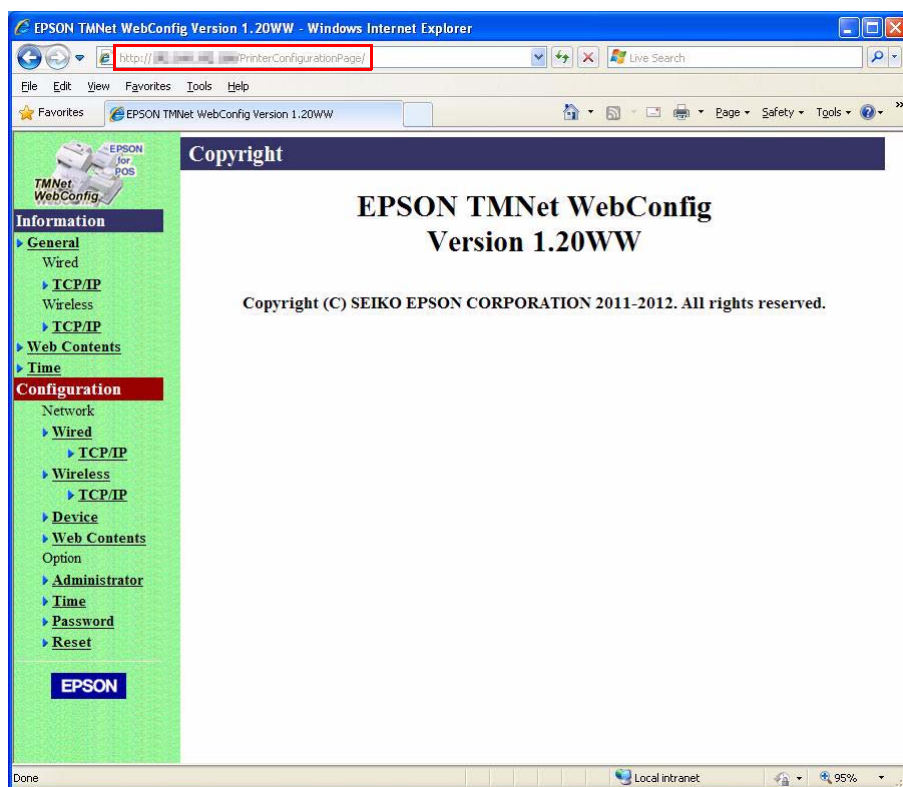 EPSON TMNet WebConfig Version 1.20WW - Windows Internet Explorer
http:// PrinterConfigurationPage/
Live Search
File Edit View Favorites Tools Help
Favorites EPSON TMNet WebConfig Version 1.20WW Page Safety Tools »
EPSON
for
POS
TMNet
WebConfig
Information
General
Wired
TCP/IP
Wireless
TCP/IP
Web Contents
Time
Configuration
Network
Wired
TCP/IP
Wireless
TCP/IP
Device
Web Contents
Option
Administrator
Time
Password
Reset
EPSON
Copyright
EPSON TMNet WebConfig
Version 1.20WW
Copyright (C) SEIKO EPSON CORPORATION 2011-2012. All rights reserved.
Done Local intranet 95%